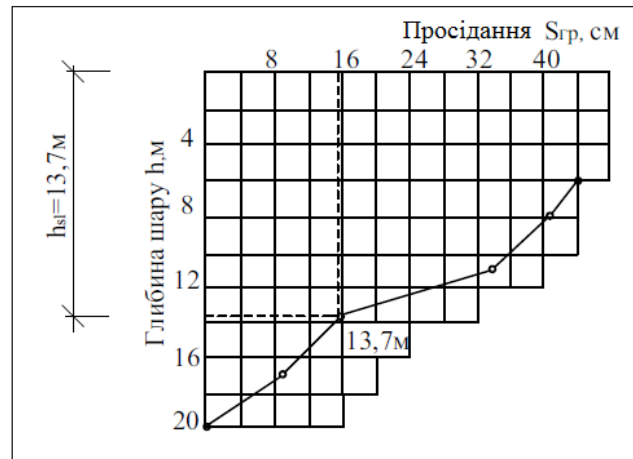 Просідання Sгр, см
8 16 24 32 40
hsl=13,7м
Глибина шару h,м
4
8
12
16
20
13,7м